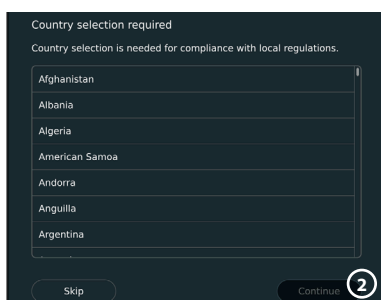 Country selection required
Country selection is needed for compliance with local regulations.
Afghanistan
Albania
Algeria
American Samoa
Andorra
Anguilla
Argentina
Skip
Continue
2